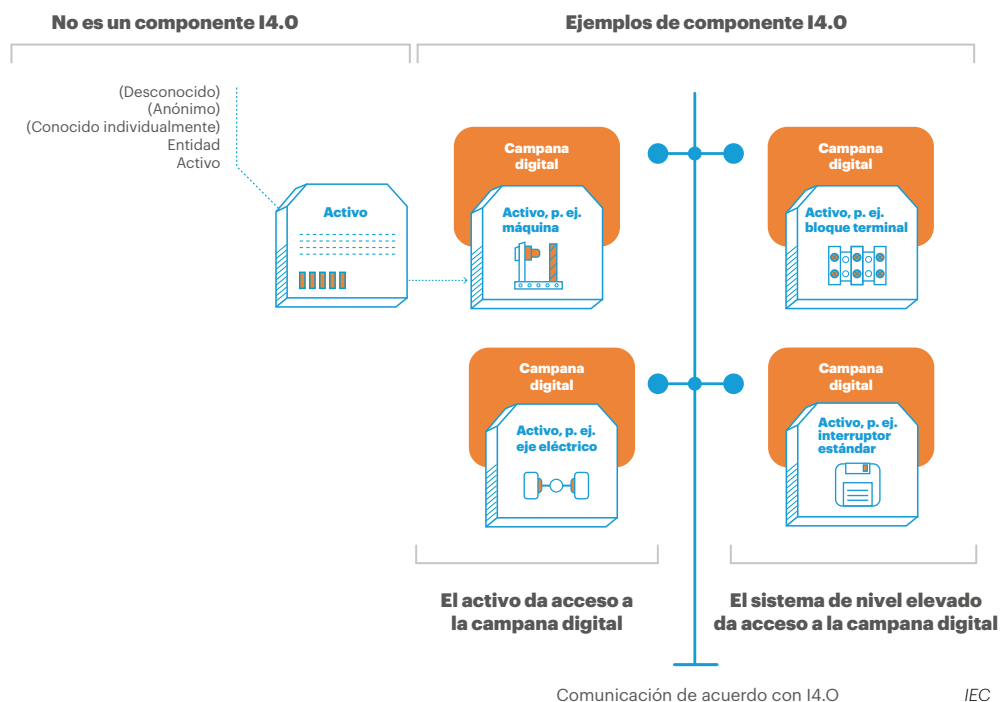 No es un componente I4.0
Ejemplos de componente I4.0
(Desconocido)
(Anónimo)
(Conocido individualmente)
Entidad
Activo
Activo
Campana
digital
Activo, p. ej.
máquina
Campana
digital
Activo, p. ej.
bloque terminal
Campana
digital
Activo, p. ej.
eje eléctrico
Campana
digital
Activo, p. ej.
interruptor
estándar
El activo da acceso a
la campana digital
El sistema de nivel elevado
da acceso a la campana digital
Comunicación de acuerdo con I4.O
IEC